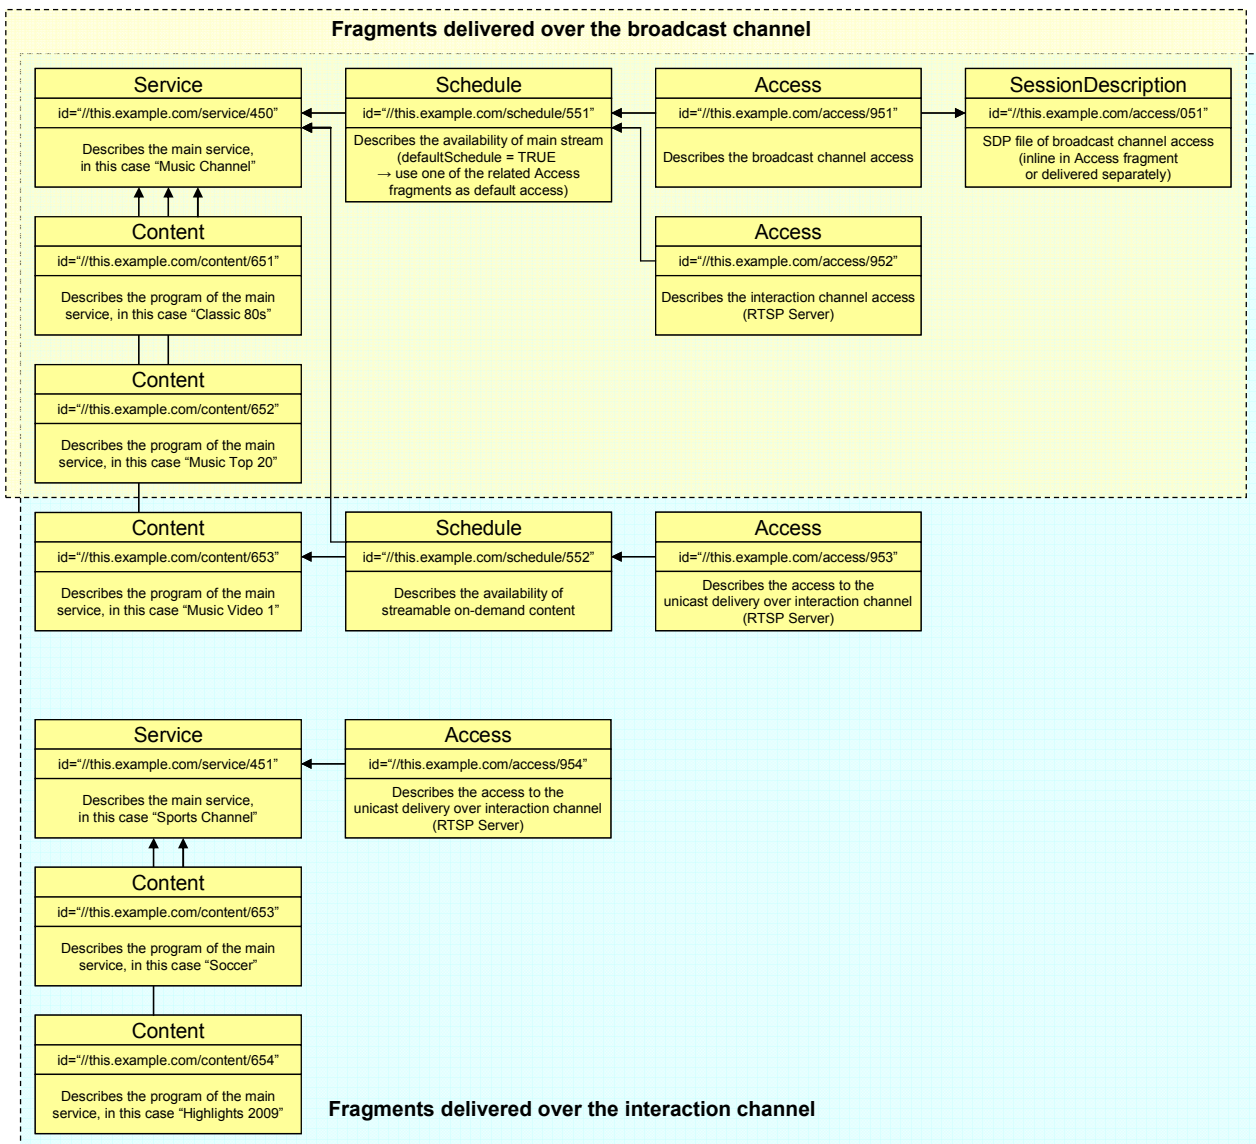 Fragments delivered over the broadcast channel
Service
id=“//this.example.com/service/450”
Describes the main service,
in this case “Music Channel”
Schedule
id=“//this.example.com/schedule/551”
Describes the availability of main stream
(defaultSchedule = TRUE
→ use one of the related Access
fragments as default access)
Access
id=“//this.example.com/access/951”
Describes the broadcast channel access
SessionDescription
id=“//this.example.com/access/051”
SDP file of broadcast channel access
(inline in Access fragment
or delivered separately)
Content
id=“//this.example.com/content/651”
Describes the program of the main
service, in this case “Classic 80s”
Access
id=“//this.example.com/access/952”
Describes the interaction channel access
(RTSP Server)
Content
id=“//this.example.com/content/652”
Describes the program of the main
service, in this case “Music Top 20”
Content
id=“//this.example.com/content/653”
Describes the program of the main
service, in this case “Music Video 1”
Schedule
id=“//this.example.com/schedule/552”
Describes the availability of
streamable on-demand content
Access
id=“//this.example.com/access/953”
Describes the access to the
unicast delivery over interaction channel
(RTSP Server)
Service
id=“//this.example.com/service/451”
Describes the main service,
in this case “Sports Channel”
Access
id=“//this.example.com/access/954”
Describes the access to the
unicast delivery over interaction channel
(RTSP Server)
Content
id=“//this.example.com/content/653”
Describes the program of the main
service, in this case “Soccer”
Content
id=“//this.example.com/content/654”
Describes the program of the main
service, in this case “Highlights 2009”
Fragments delivered over the interaction channel